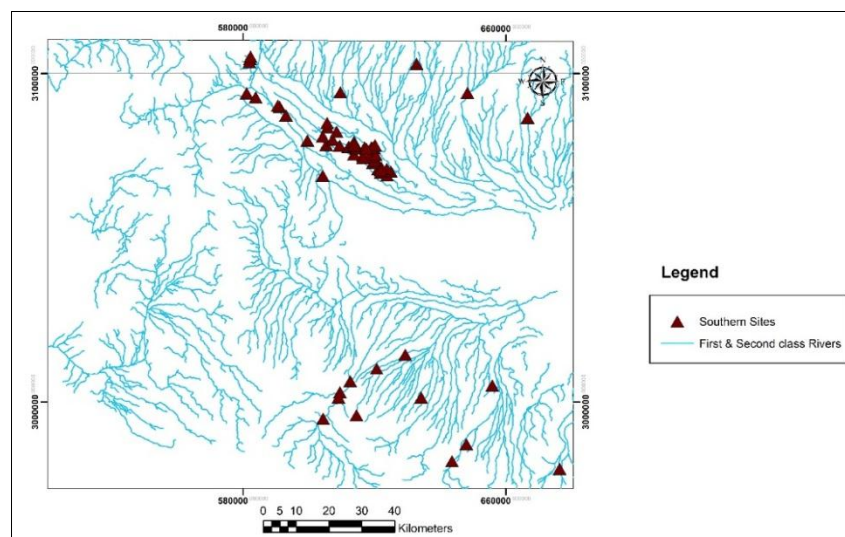 580000
660000
3100000
3100000
N
W
E
S
Legend
Southern Sites
First & Second class Rivers
3000000
3000000
580000
660000
0 5 10 20 30 40
Kilometers